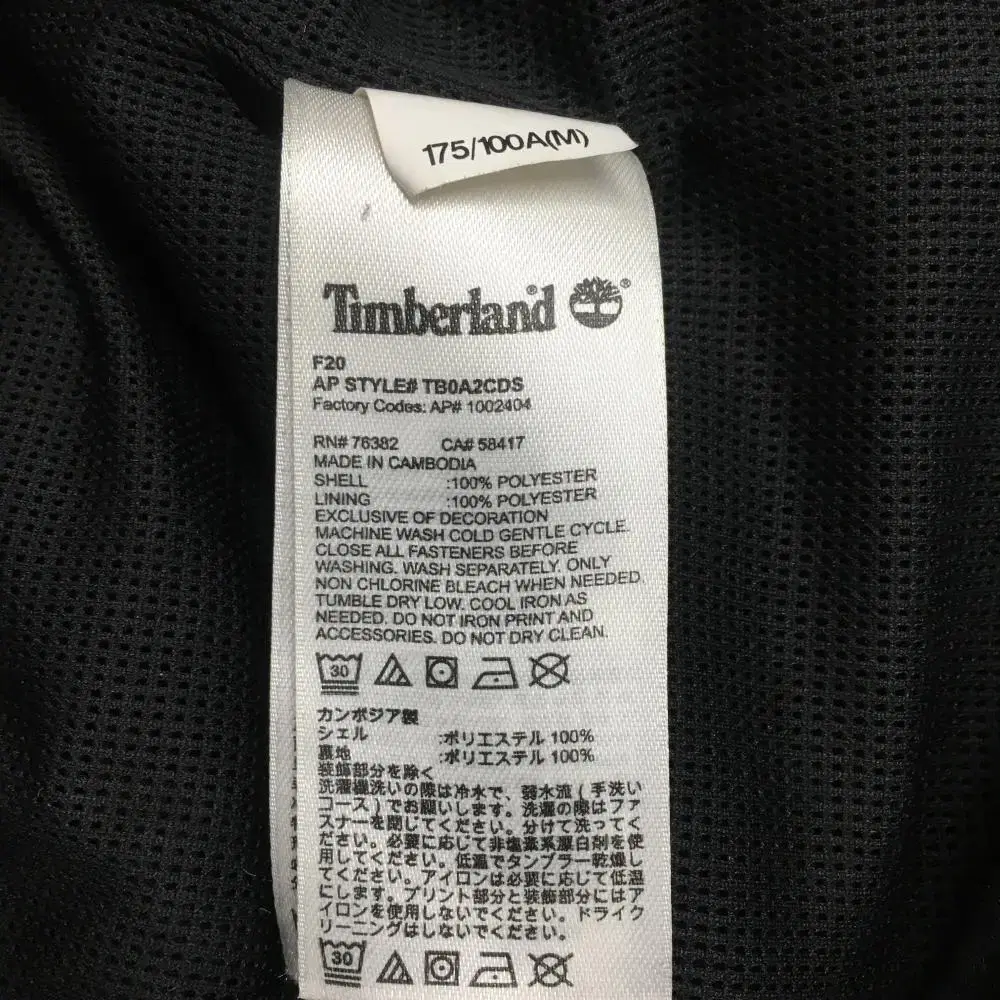 175/100A(M)
Timberland®
F20
AP STYLE# TB0A2CDS
Factory Codes: AP# 1002404
RN# 76382 CA# 58417
MADE IN CAMBODIA
SHELL :100% POLYESTER
LINING :100% POLYESTER
EXCLUSIVE OF DECORATION
MACHINE WASH COLD GENTLE CYCLE.
CLOSE ALL FASTENERS BEFORE
WASHING. WASH SEPARATELY. ONLY
NON CHLORINE BLEACH WHEN NEEDED.
TUMBLE DRY LOW. COOL IRON AS
NEEDED. DO NOT IRON PRINT AND
ACCESSORIES. DO NOT DRY CLEAN.
30
カンボジア製
シェル :ポリエステル 100%
裏地 :ポリエステル 100%
装飾部分を除く
洗濯機洗いの際は冷水で、弱水流(手洗い
コース)でお願いします。洗濯の際はファ
スナーを閉じてください。分けて洗ってく
ださい。必要に応じて非塩素系漂白剤を使
用してください。低温でタンブラー乾燥し
てください。アイロンは必要に応じて低温
にします。プリント部分と装飾部分にはア
イロンを使用しないでください。ドライク
リーニングはしないでください。
30